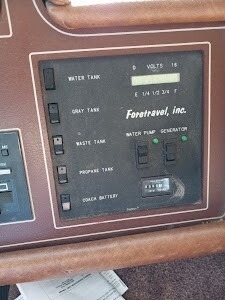 WATER TANK
0 VOLTS 16
E 1/4 1/2 3/4 F
GRAY TANK
Foretravel, inc.
WASTE TANK
WATER PUMP GENERATOR
PROPANE TANK
COACH BATTERY